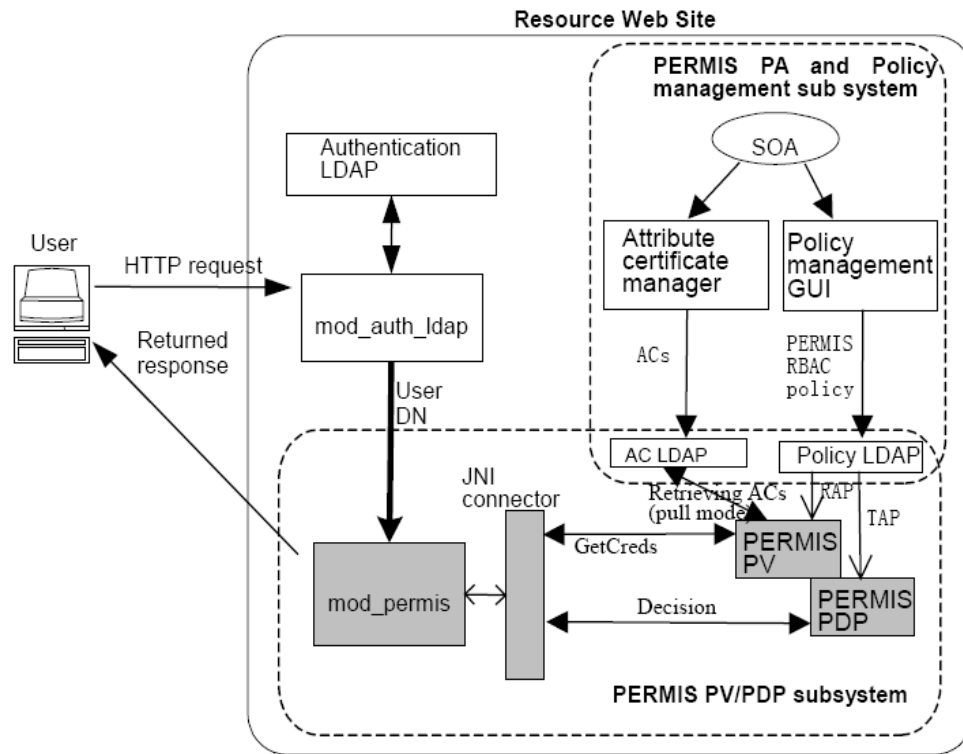 Resource Web Site
PERMIS PA and Policy
management sub system
SOA
Authentication
LDAP
User
HTTP request
Attribute
certificate
manager
Policy
management
GUI
mod_auth_ldap
Returned
response
ACs
PERMIS
RBAC
policy
User
DN
AC LDAP
Policy LDAP
JNI
connector
Retrieving ACs
(pull mode)
RAP
TAP
GetCreds
PERMIS
PV
mod_permis
Decision
PERMIS
PDP
PERMIS PV/PDP subsystem